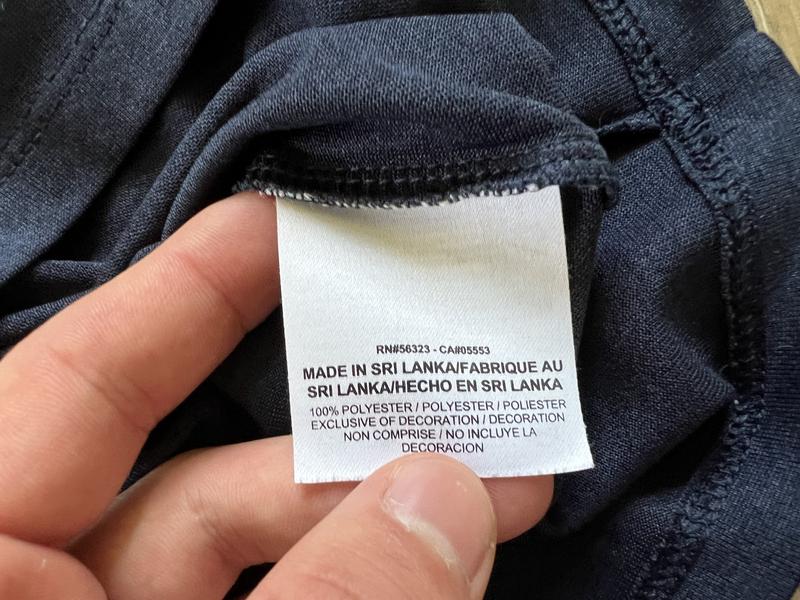 RN#56323 - CA#05553
MADE IN SRI LANKA/FABRIQUE AU
SRI LANKA/HECHO EN SRI LANKA
100% POLYESTER / POLYESTER / POLIESTER
EXCLUSIVE OF DECORATION / DECORATION
NON COMPRISE / NO INCLUYE LA
DECORACION